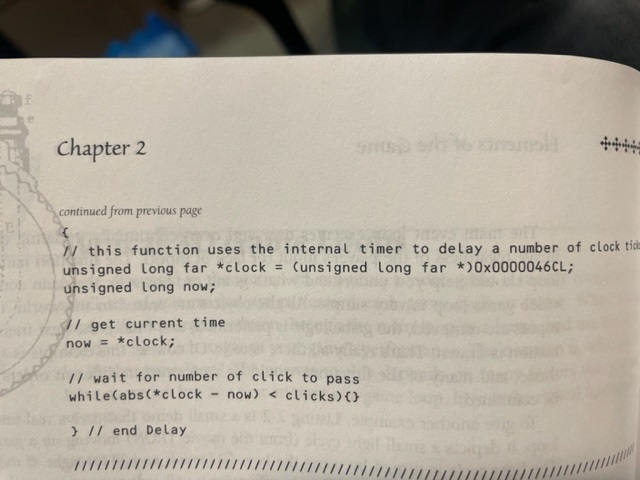 Chapter 2
continued from previous page
{
// this function uses the internal timer to delay a number of clock
unsigned long far *clock = (unsigned long far *)0x0000046CL;
unsigned long now;
// get current time
now = *clock;
// wait for number of click to pass
while(abs(*clock - now) < clicks){}
} // end Delay
////////////////////////////////////////////////////////////